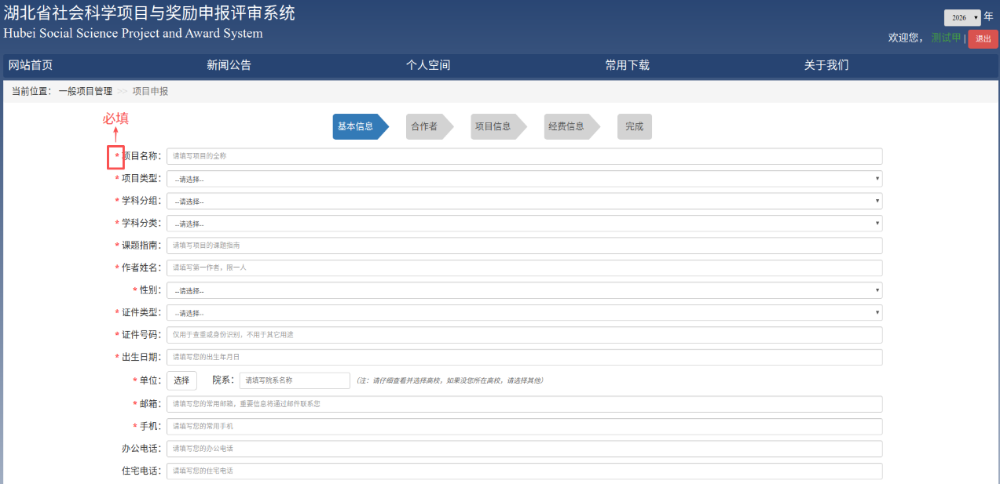 湖北省社会科学项目与奖励申报评审系统
Hubei Social Science Project and Award System
2026 年
欢迎您， 测试甲 | 退出
网站首页 新闻公告 个人空间 常用下载 关于我们
当前位置： 一般项目管理 >> 项目申报
必填
基本信息 合作者 项目信息 经费信息 完成
* 项目名称： 请填写项目的全称
* 项目类型： --请选择--
* 学科分组： --请选择--
* 学科分类： --请选择--
* 课题指南： 请填写项目的课题指南
* 作者姓名： 请填写第一作者，限一人
* 性别： --请选择--
* 证件类型： --请选择--
* 证件号码： 仅用于查重或身份识别，不用于其它用途
* 出生日期： 请填写您的出生年月日
* 单位： 选择 院系： 请填写院系名称 （注：请仔细查看并选择高校，如果没您所在高校，请选择其他）
* 邮箱： 请填写您的常用邮箱，重要信息将通过邮件联系您
* 手机： 请填写您的常用手机
办公电话： 请填写您的办公电话
住宅电话： 请填写您的住宅电话